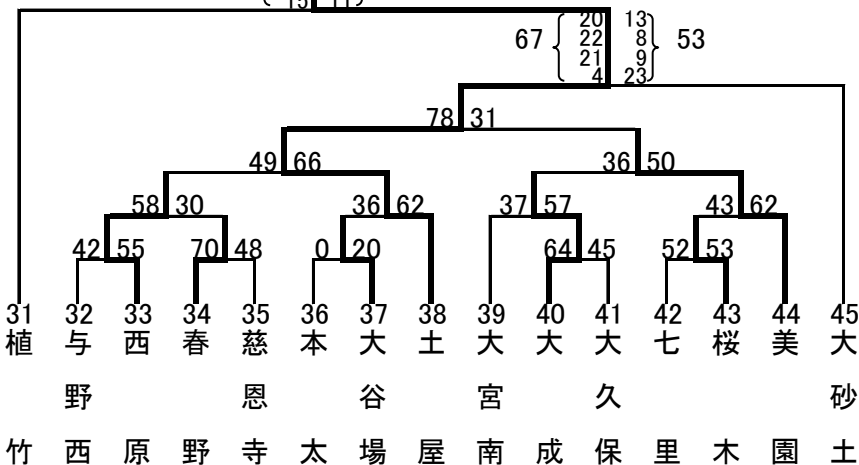 15 11
20 13
67 22 8 53
21 9
4 23
78 31
49 66 36 50
58 30 36 62 37 57 43 62
42 55 70 48 0 20 64 45 52 53
31 32 33 34 35 36 37 38 39 40 41 42 43 44 45
植竹
与野西
西原
春野
慈恩寺
本太
大谷場
土屋
大宮南
大成
大久保
七里
桜木
美園
大砂土